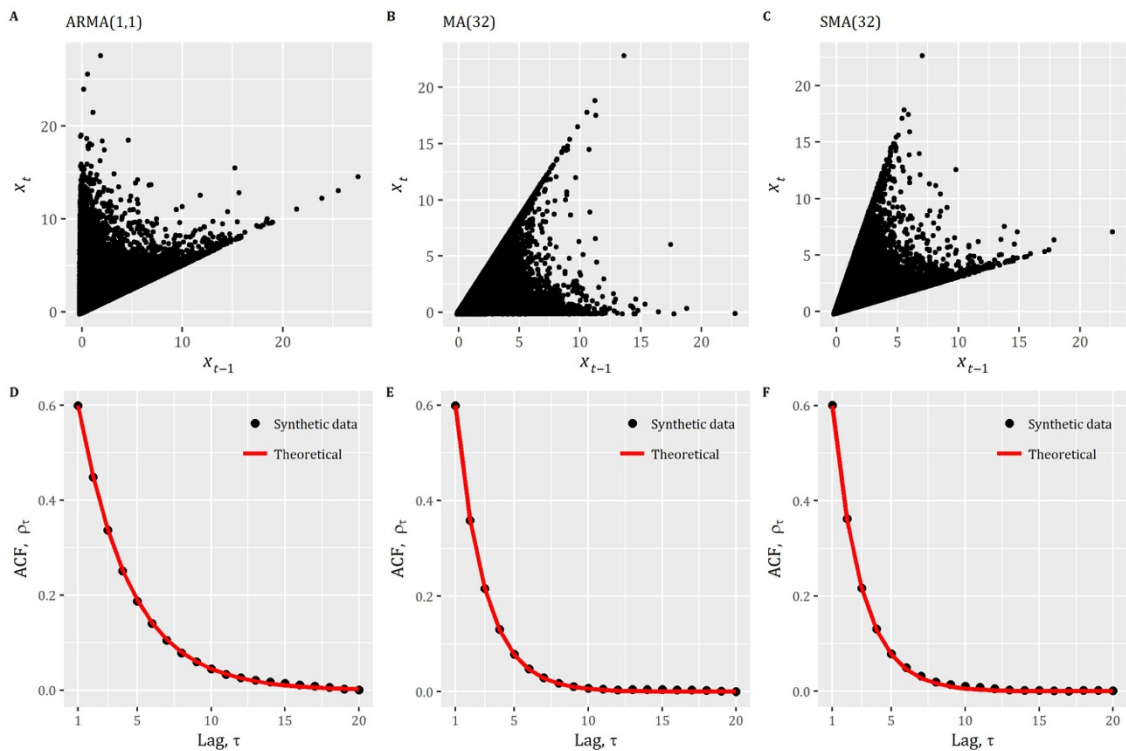 A ARMA(1,1) B MA(32) C SMA(32)
20
10
0
x_t
0 10 20
x_{t−1}
20
15
10
5
0
x_t
0 5 10 15 20
x_{t−1}
20
15
10
5
0
x_t
0 5 10 15 20
x_{t−1}
D
0.6
0.4
0.2
0.0
ACF, ρ_τ
Synthetic data
Theoretical
1 5 10 15 20
Lag, τ
E
0.6
0.4
0.2
0.0
ACF, ρ_τ
Synthetic data
Theoretical
1 5 10 15 20
Lag, τ
F
0.6
0.4
0.2
0.0
ACF, ρ_τ
Synthetic data
Theoretical
1 5 10 15 20
Lag, τ